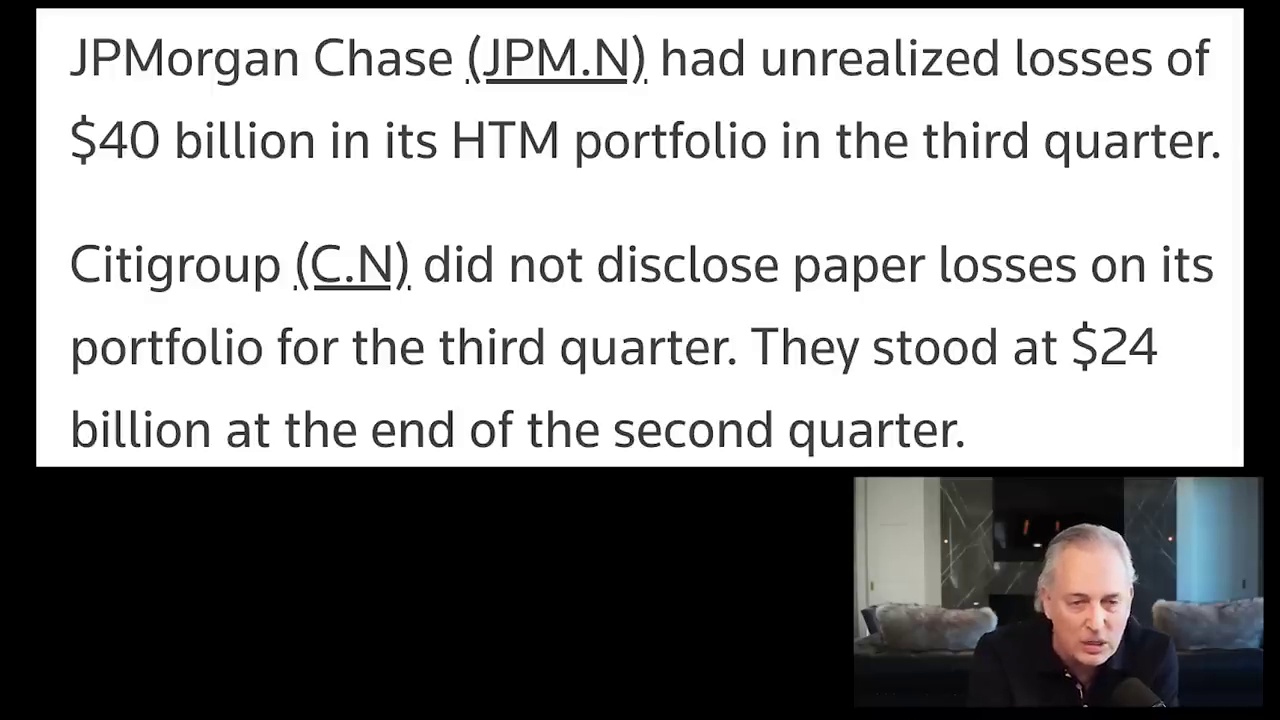 JPMorgan Chase (JPM.N) had unrealized losses of
$40 billion in its HTM portfolio in the third quarter.
Citigroup (C.N) did not disclose paper losses on its
portfolio for the third quarter. They stood at $24
billion at the end of the second quarter.